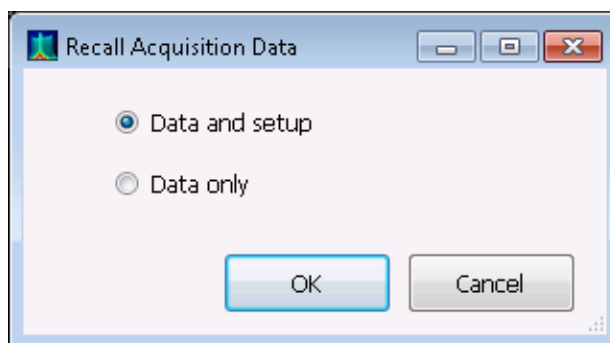 Recall Acquisition Data
Data and setup
Data only
OK Cancel